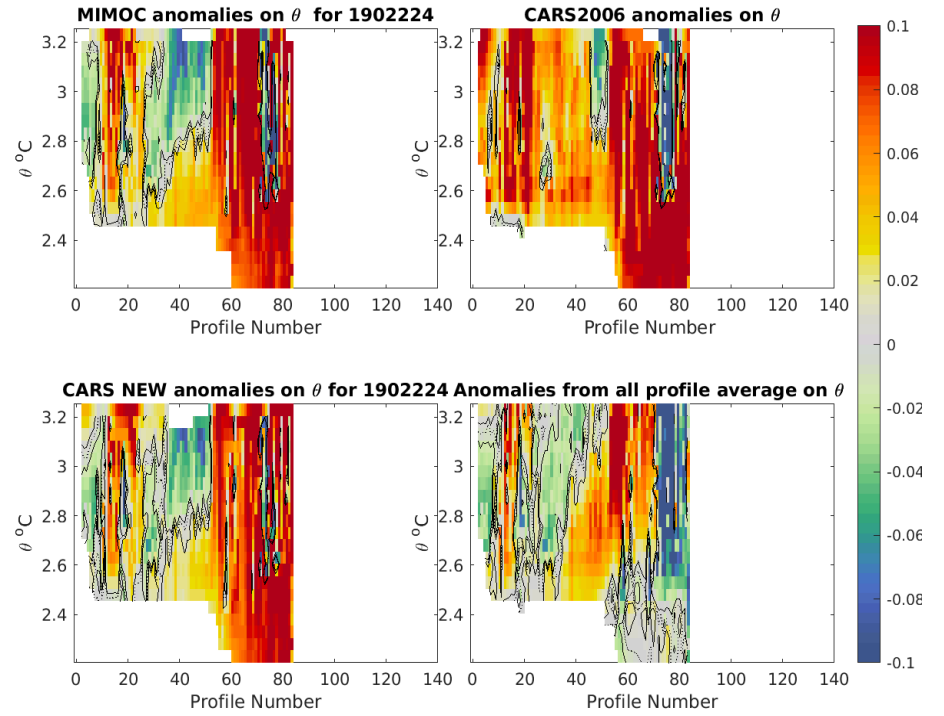 MIMOC anomalies on θ for 1902224
CARS2006 anomalies on θ
3.2
3
2.8
2.6
2.4
θ °C
0 20 40 60 80 100 120 140
Profile Number
3.2
3
2.8
2.6
2.4
θ °C
0 20 40 60 80 100 120 140
Profile Number
CARS NEW anomalies on θ for 1902224
Anomalies from all profile average on θ
3.2
3
2.8
2.6
2.4
θ °C
0 20 40 60 80 100 120 140
Profile Number
3.2
3
2.8
2.6
2.4
θ °C
0 20 40 60 80 100 120 140
Profile Number
0.1
0.08
0.06
0.04
0.02
0
-0.02
-0.04
-0.06
-0.08
-0.1